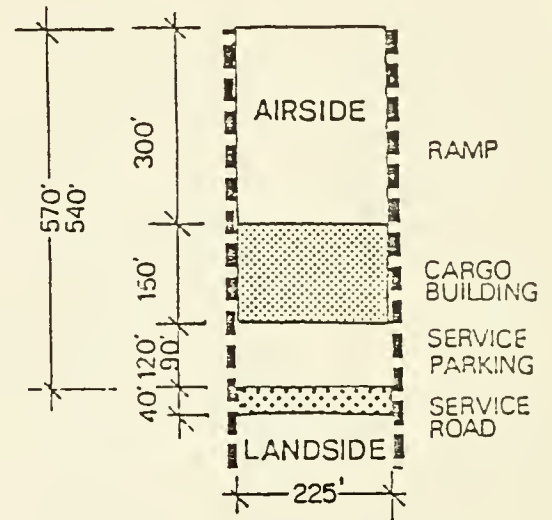 AIRSIDE
RAMP
300'
570'
540'
150'
CARGO
BUILDING
SERVICE
PARKING
120'
90'
40'
SERVICE
ROAD
LANDSIDE
225'